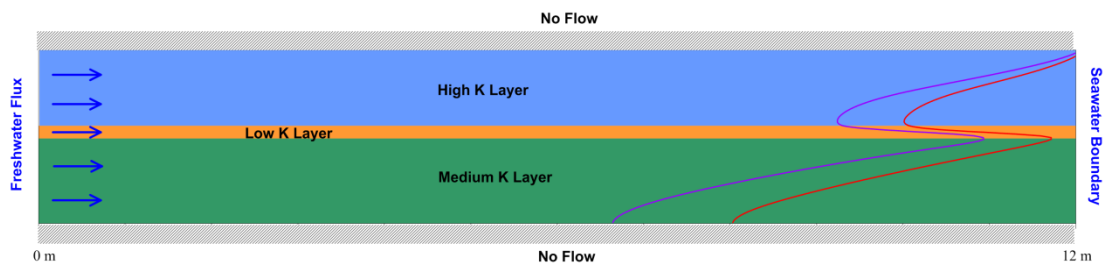 No Flow
Freshwater Flux
High K Layer
Low K Layer
Medium K Layer
Seawater Boundary
0 m
No Flow
12 m